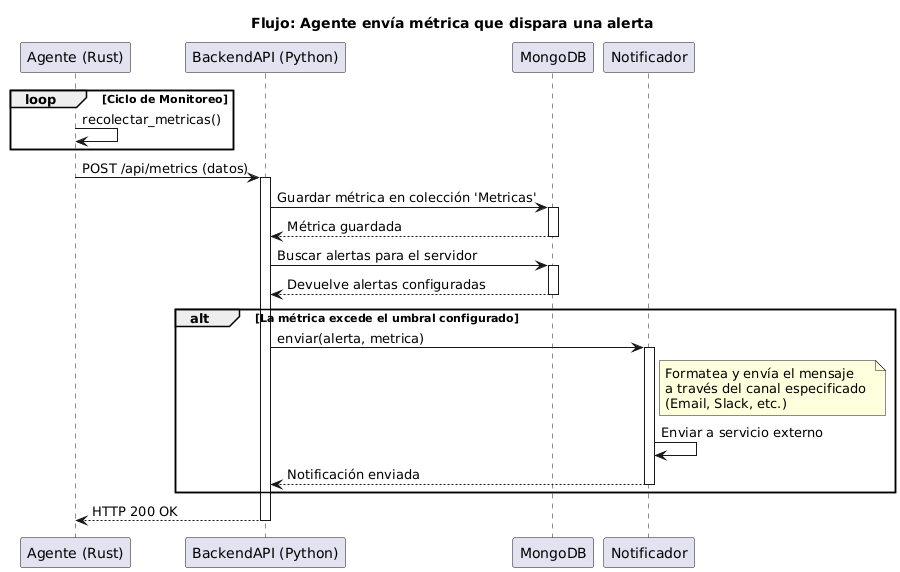 Flujo: Agente envía métrica que dispara una alerta
Agente (Rust)
BackendAPI (Python)
MongoDB
Notificador
loop
[Ciclo de Monitoreo]
recolectar_metricas()
POST /api/metrics (datos)
Guardar métrica en colección 'Metricas'
Métrica guardada
Buscar alertas para el servidor
Devuelve alertas configuradas
alt
[La métrica excede el umbral configurado]
enviar(alerta, metrica)
Formatea y envía el mensaje
a través del canal especificado
(Email, Slack, etc.)
Enviar a servicio externo
Notificación enviada
HTTP 200 OK
Agente (Rust)
BackendAPI (Python)
MongoDB
Notificador